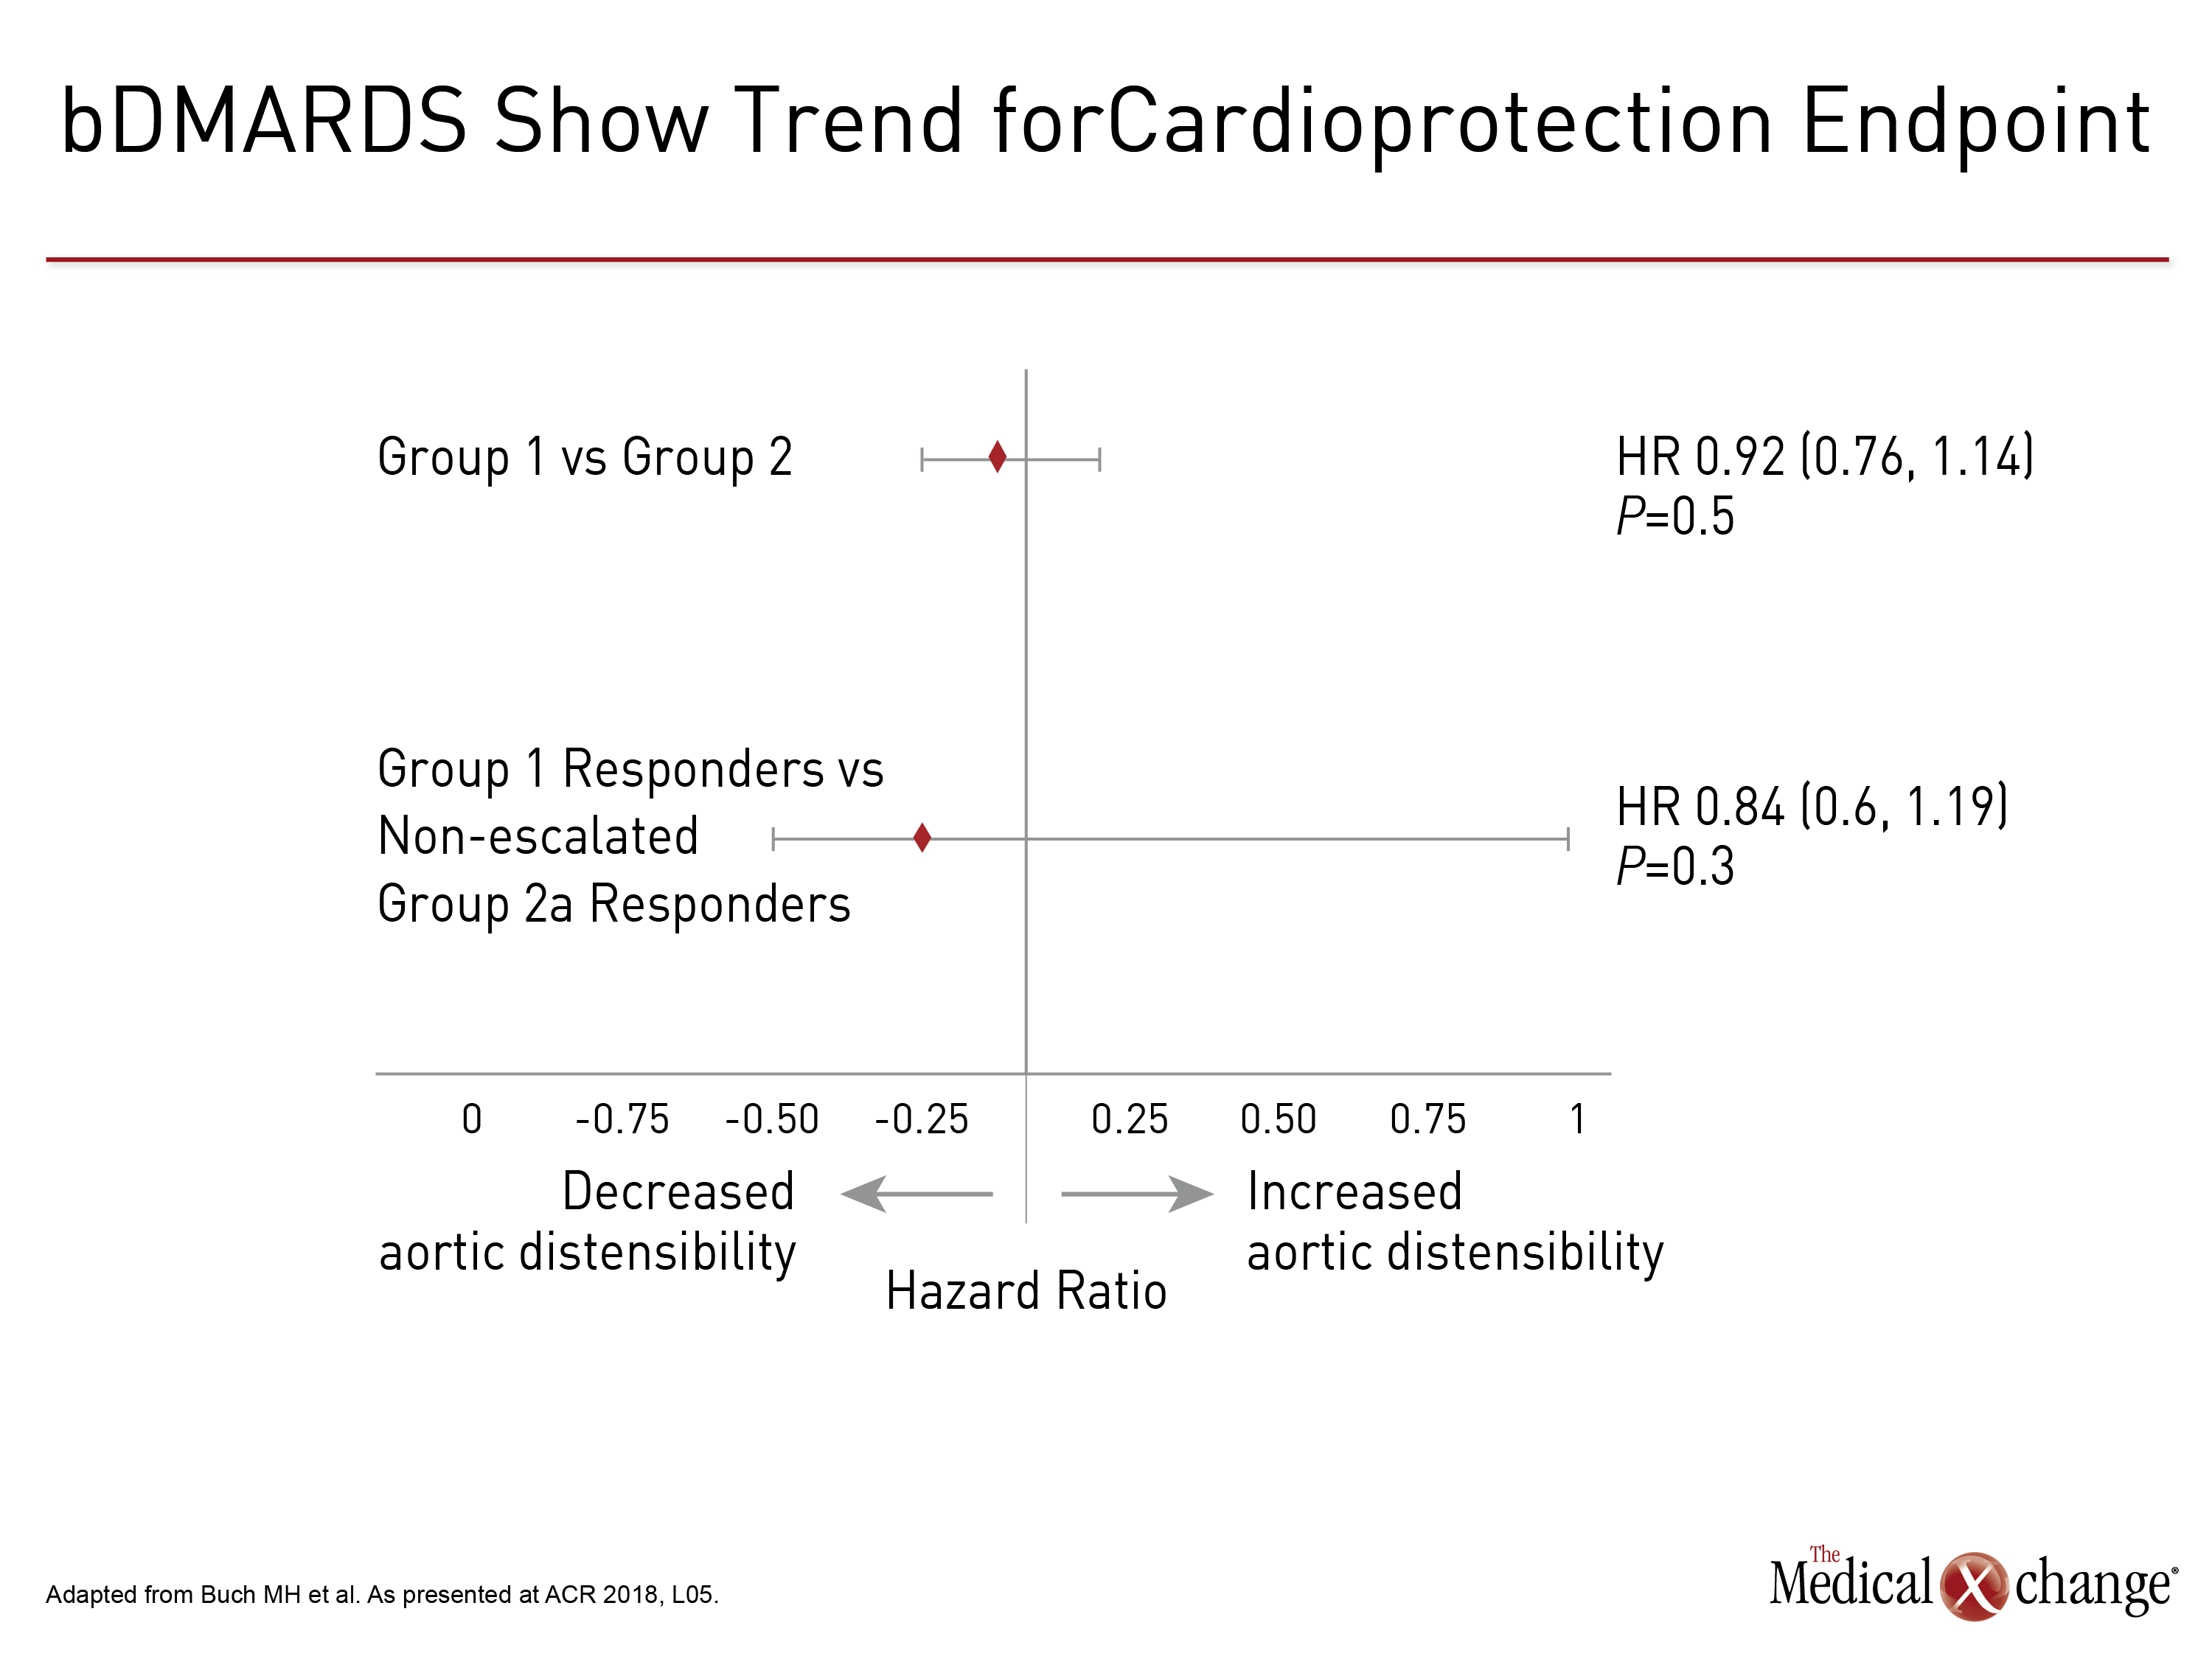 bDMARDS Show Trend forCardioprotection Endpoint
Group 1 vs Group 2
HR 0.92 (0.76, 1.14)
P=0.5
Group 1 Responders vs
Non-escalated
Group 2a Responders
HR 0.84 (0.6, 1.19)
P=0.3
0 -0.75 -0.50 -0.25 0.25 0.50 0.75 1
Decreased
aortic distensibility
Increased
aortic distensibility
Hazard Ratio
Adapted from Buch MH et al. As presented at ACR 2018, L05.
The
Medical Xchange®